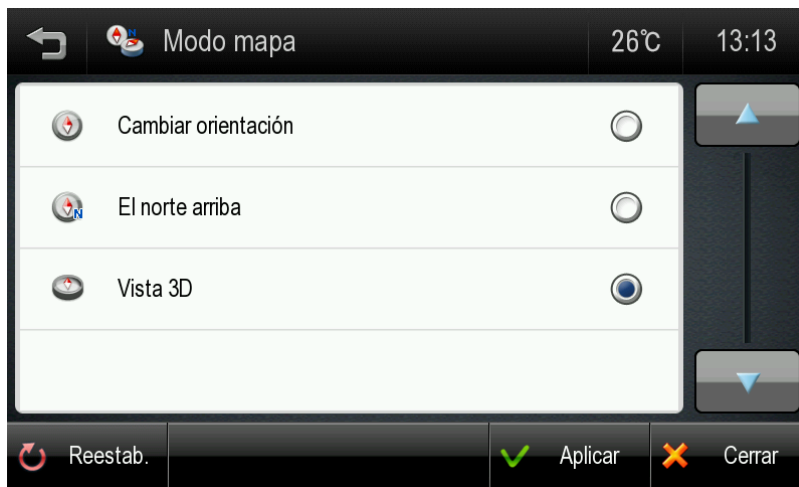 Modo mapa 26℃ 13:13
Cambiar orientación
N El norte arriba
Vista 3D
Reestab. Aplicar Cerrar